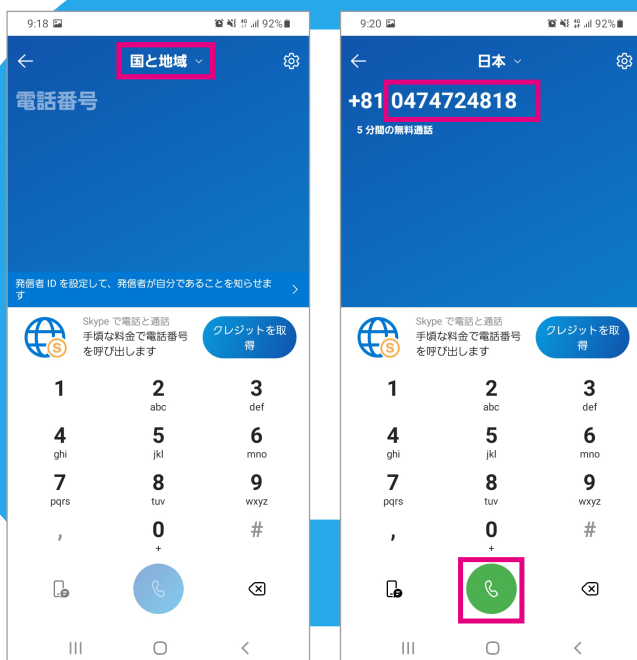 9:18
92%
国と地域
電話番号
発信者 ID を設定して、発信者が自分であることを知らせま
す
Skype で電話と通話
手頃な料金で電話番号
を呼び出します
クレジットを取
得
1
2
abc
3
def
4
ghi
5
jkl
6
mno
7
pqrs
8
tuv
9
wxyz
,
0
+
#
9:20
92%
日本
+81 0474724818
5 分間の無料通話
Skype で電話と通話
手頃な料金で電話番号
を呼び出します
クレジットを取
得
1
2
abc
3
def
4
ghi
5
jkl
6
mno
7
pqrs
8
tuv
9
wxyz
,
0
+
#